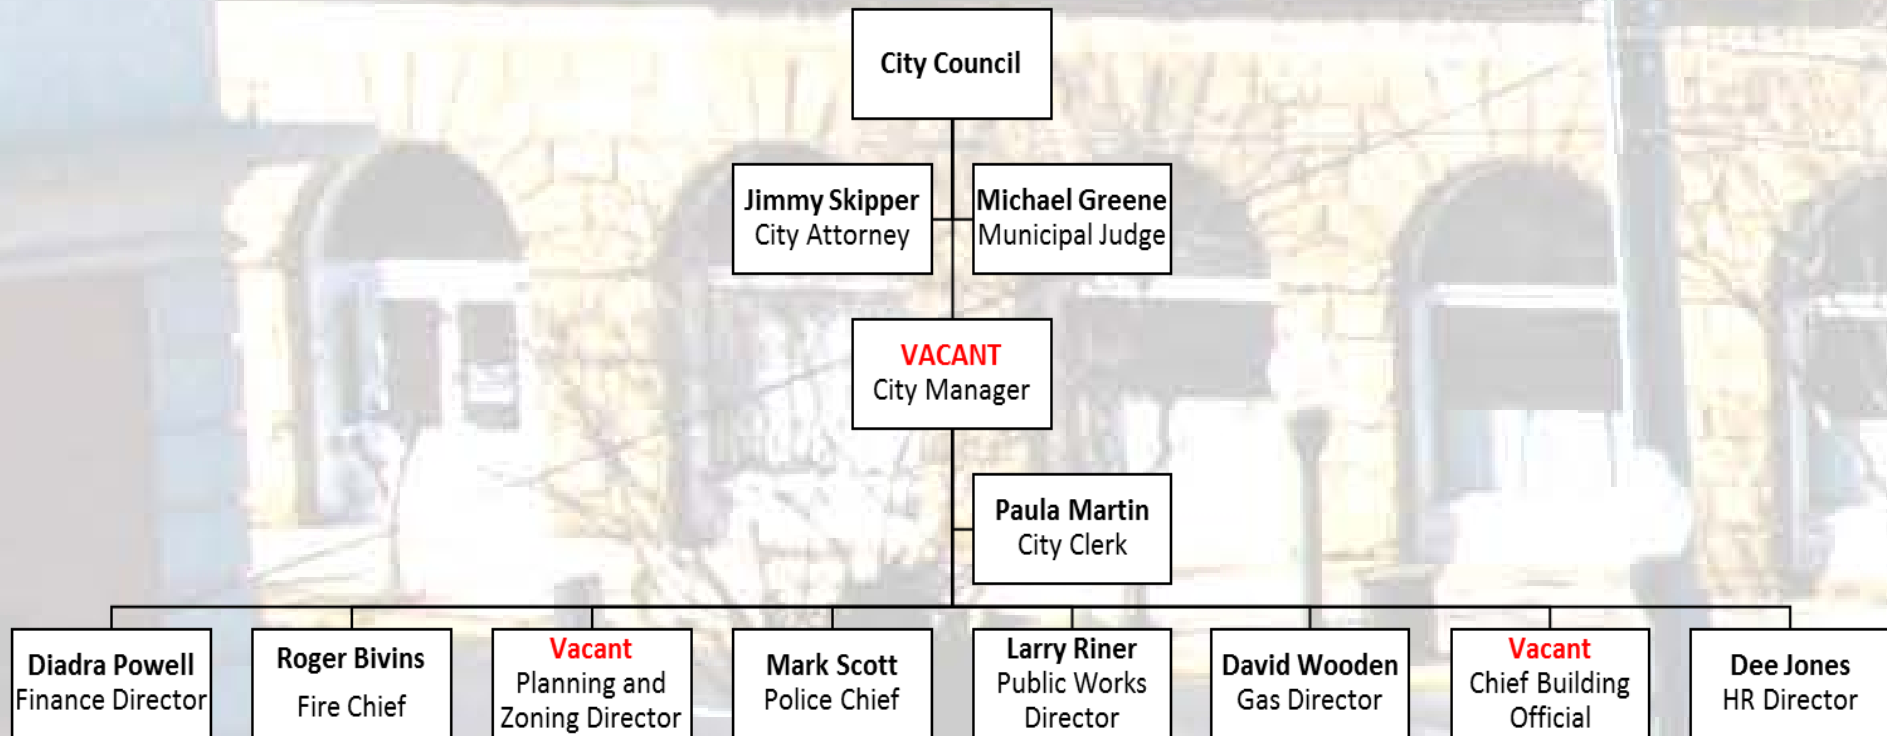 City Council
Jimmy Skipper
City Attorney
Michael Greene
Municipal Judge
VACANT
City Manager
Paula Martin
City Clerk
Diadra Powell
Finance Director
Roger Bivins
Fire Chief
Vacant
Planning and
Zoning Director
Mark Scott
Police Chief
Larry Riner
Public Works
Director
David Wooden
Gas Director
Vacant
Chief Building
Official
Dee Jones
HR Director